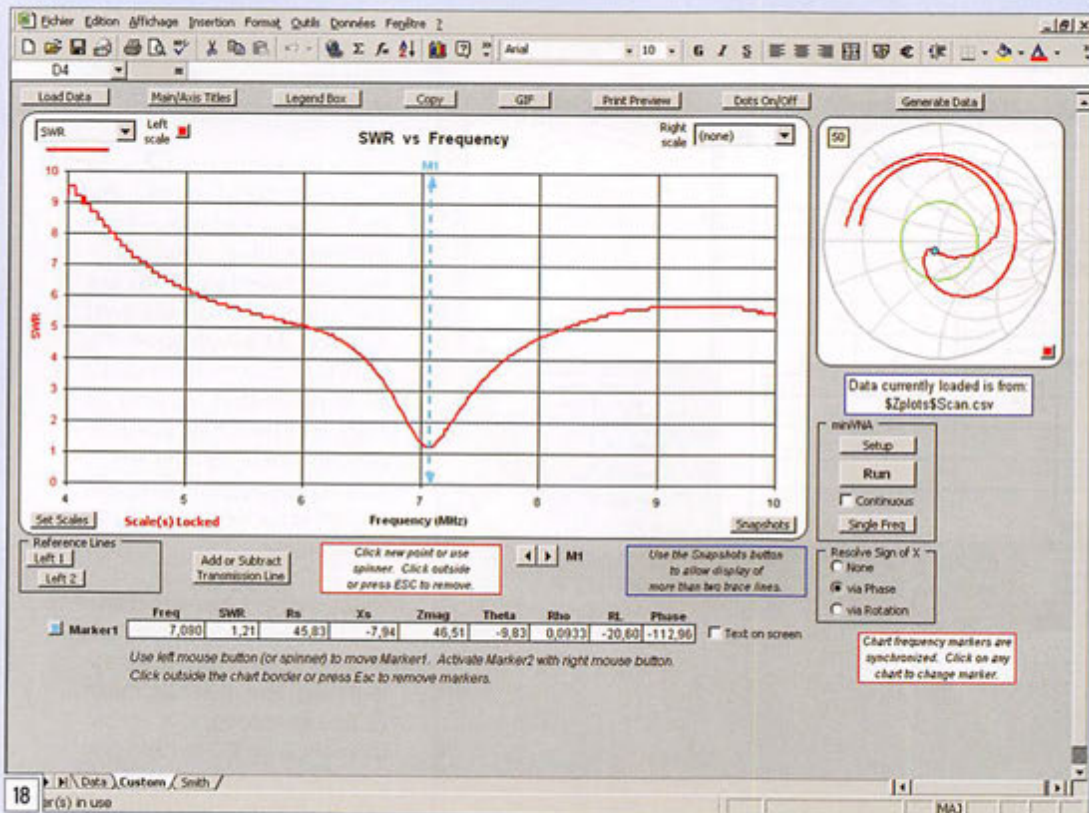 Fichier Edition Affichage Insertion Format Outils Données Fenêtre ?
Arial 10 G I S
D4 =
Load Data Main/Axis Titles Legend Box Copy GIF Print Preview Dots On/Off Generate Data
SWR Left scale SWR vs Frequency Right scale (none)
M1
50
10
9
8
7
6
5
4
3
2
1
0
SWR
4 5 6 7 8 9 10
Set Scales Scale(s) Locked Frequency (MHz) Snapshots
Data currently loaded is from:
$Zplots$Scan.csv
miniVNA
Setup
Run
Continuous
Single Freq
Reference Lines
Left 1
Left 2
Add or Subtract
Transmission Line
Click new point or use
spinner. Click outside
or press ESC to remove.
M1
Use the Snapshots button
to allow display of
more than two trace lines.
Resolve Sign of X
None
via Phase
via Rotation
Freq SWR Rs Xs Zmag Theta Rho RL Phase
Marker1 7,080 1,21 45,83 -7,94 46,51 -9,83 0,0933 -20,60 -112,96 Text on screen
Use left mouse button (or spinner) to move Marker1. Activate Marker2 with right mouse button.
Click outside the chart border or press Esc to remove markers.
Chart frequency markers are
synchronized. Click on any
chart to change marker.
Data Custom Smith
18 er(s) in use
MAJ